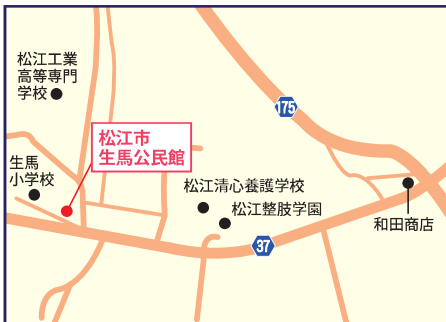 松江工業
高等専門
学校
175
松江市
生馬公民館
生馬
小学校
松江清心養護学校
松江整肢学園
和田商店
37